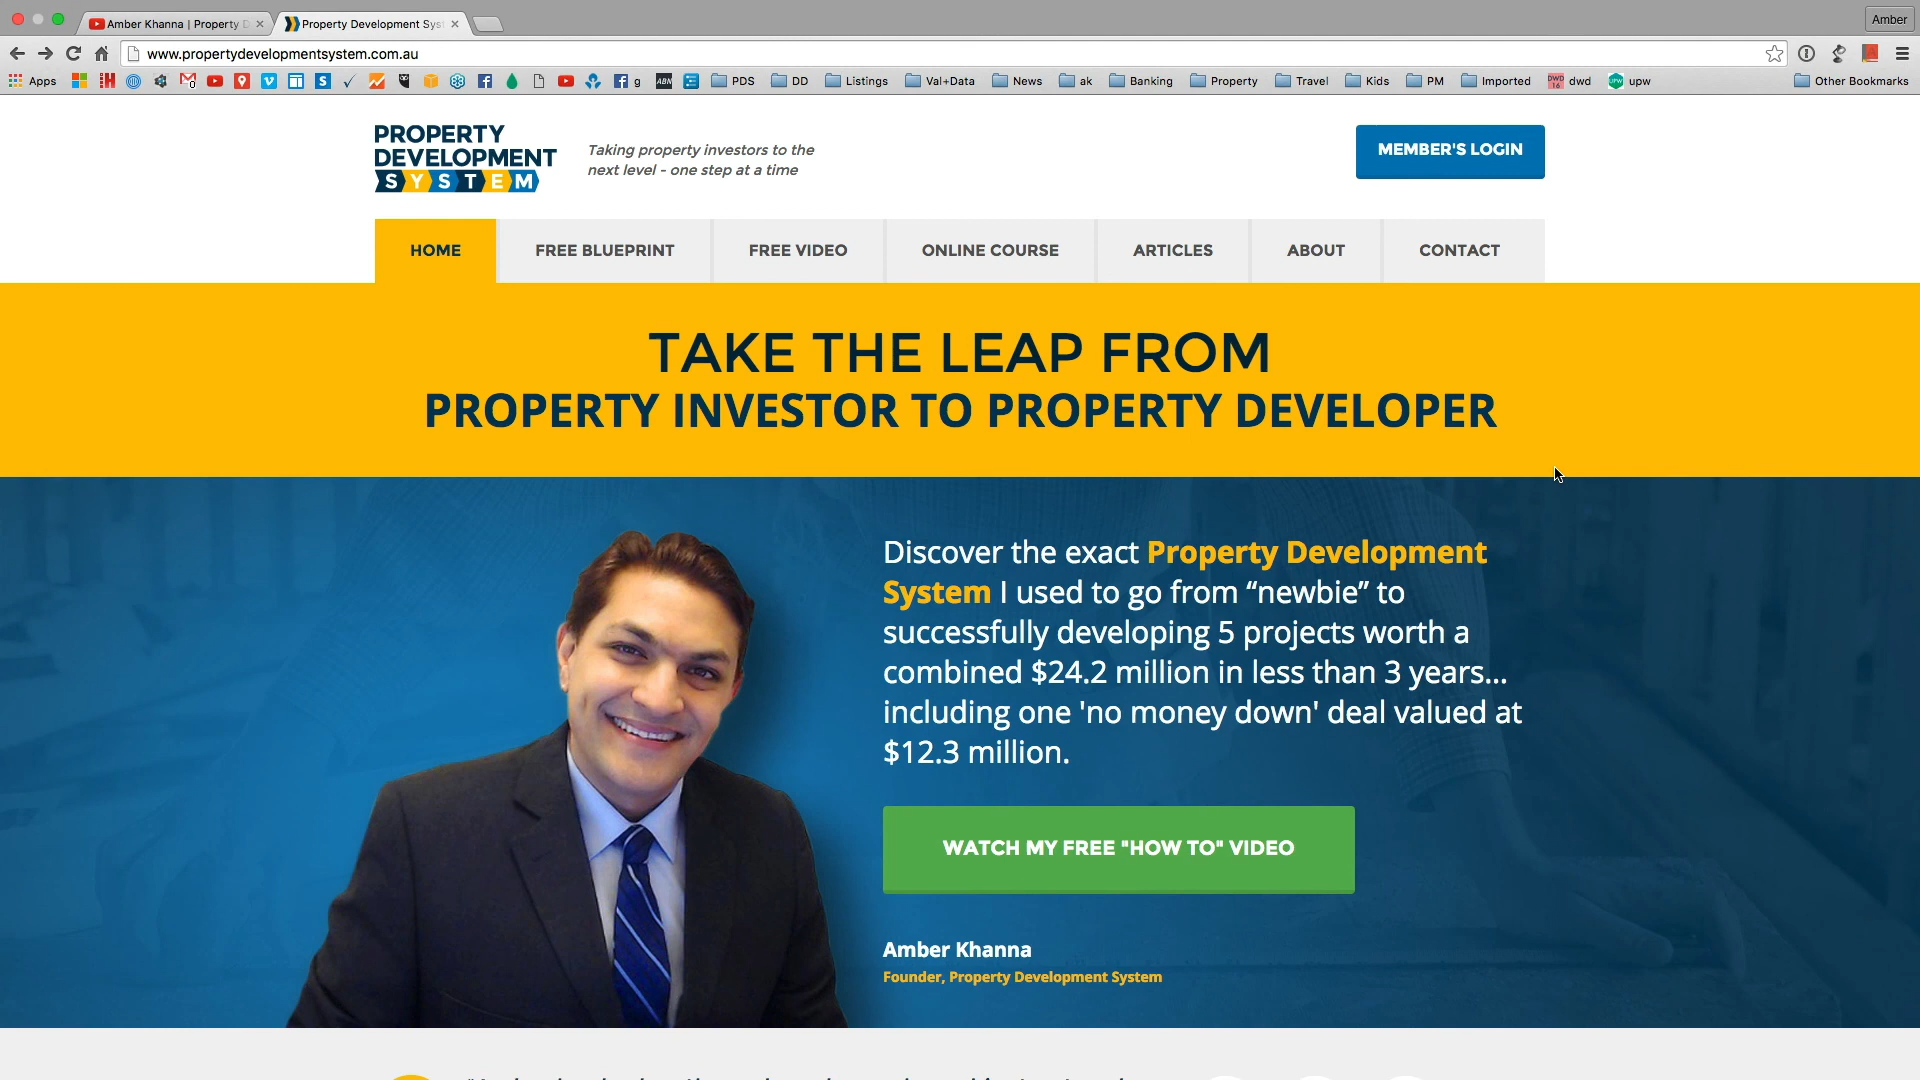 Amber Khanna | Property D
Property Development Sys
Amber
www.propertydevelopmentsystem.com.au
Apps
g
ABN
PDS
DD
Listings
Val+Data
News
ak
Banking
Property
Travel
Kids
PM
Imported
dwd
upw
Other Bookmarks
PROPERTY
DEVELOPMENT
SYSTEM
Taking property investors to the
next level - one step at a time
MEMBER'S LOGIN
HOME
FREE BLUEPRINT
FREE VIDEO
ONLINE COURSE
ARTICLES
ABOUT
CONTACT
TAKE THE LEAP FROM
PROPERTY INVESTOR TO PROPERTY DEVELOPER
Discover the exact Property Development
System I used to go from “newbie” to
successfully developing 5 projects worth a
combined $24.2 million in less than 3 years...
including one 'no money down' deal valued at
$12.3 million.
WATCH MY FREE "HOW TO" VIDEO
Amber Khanna
Founder, Property Development System